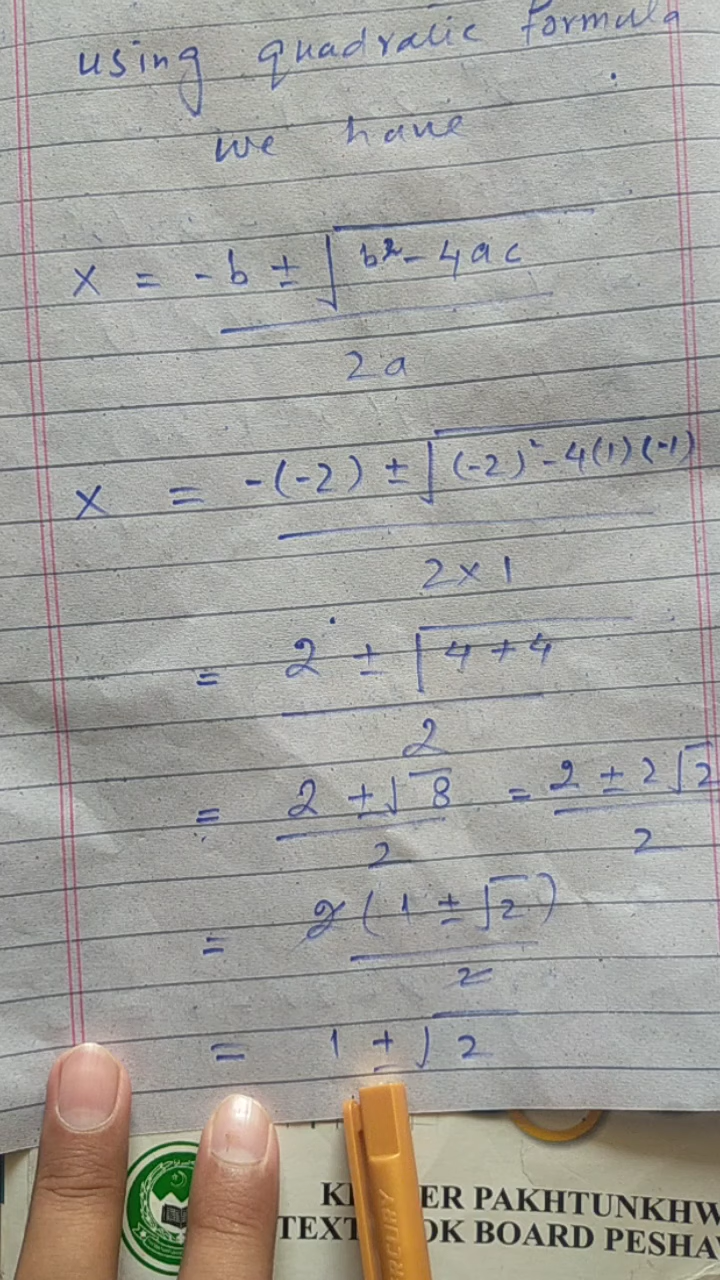 using quadratic formula
we have
x = -b ± √b² - 4ac
2a
x = -(-2) ± √(-2)² - 4(1)(-1)
2 × 1
= 2 ± √4 + 4
2
= 2 ± √8 = 2 ± 2√2
2 2
= 2(1 ± √2)
2
= 1 ± √2
ER PAKHTUNKHW
TEXT OK BOARD PESHA